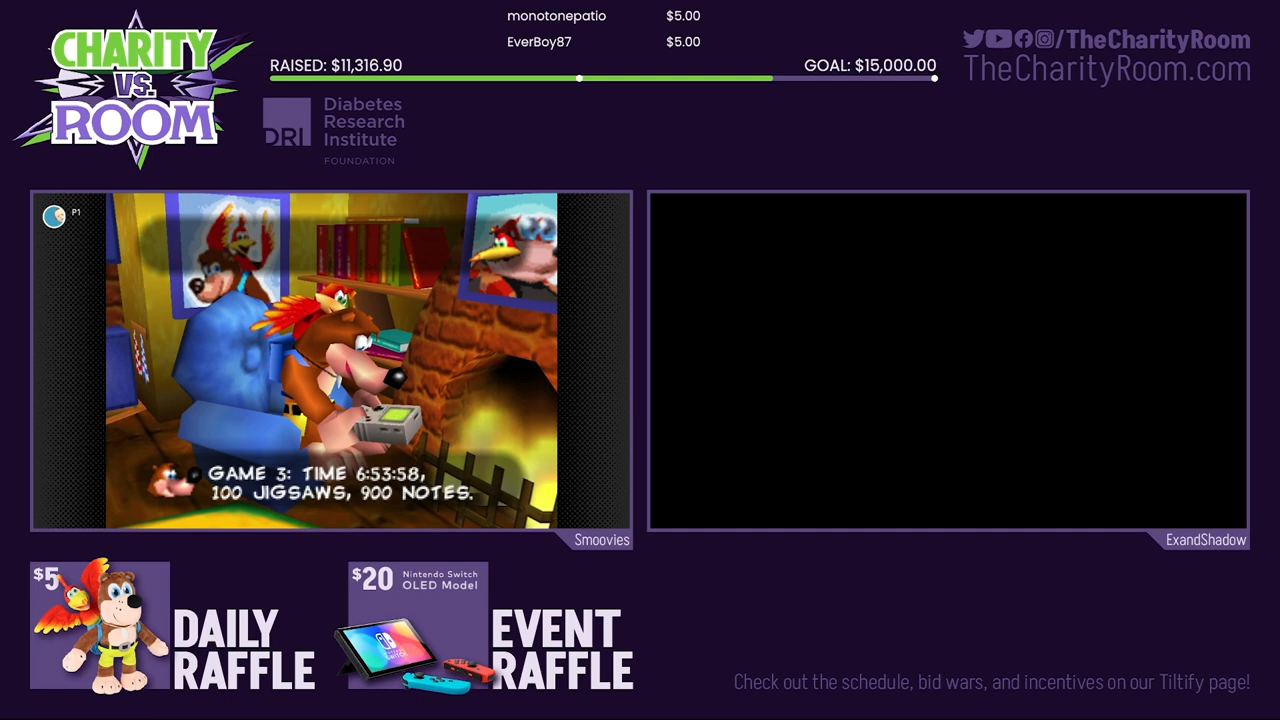 CHARITY
VS.
ROOM
monotonepatio $5.00
EverBoy87 $5.00
RAISED: $11,316.90 GOAL: $15,000.00
/TheCharityRoom
TheCharityRoom.com
DRI
Diabetes
Research
Institute
FOUNDATION
P1
GAME 3: TIME 6:53:58,
100 JIGSAWS, 900 NOTES.
Smoovies
ExandShadow
$5
DAILY
RAFFLE
$20 Nintendo Switch
OLED Model
EVENT
RAFFLE
Check out the schedule, bid wars, and incentives on our Tiltify page!